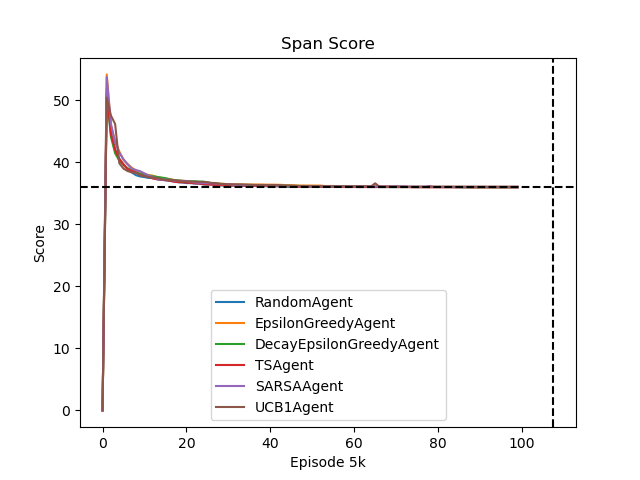 Span Score
50
40
30
20
10
0
Score
RandomAgent
EpsilonGreedyAgent
DecayEpsilonGreedyAgent
TSAgent
SARSAAgent
UCB1Agent
0 20 40 60 80 100
Episode 5k